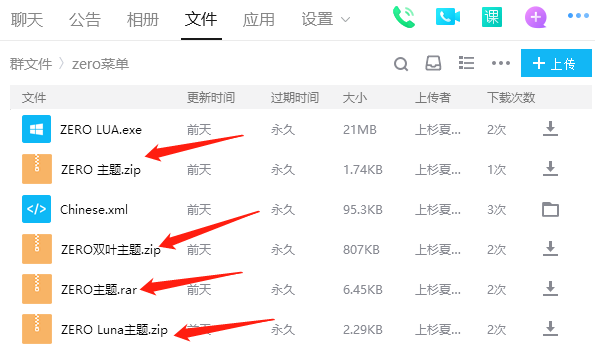 聊天 公告 相册 文件 应用 设置 课
群文件 zero菜单 上传
文件 更新时间 过期时间 大小 上传者 下载次数
ZERO LUA.exe 前天 永久 21MB 上杉夏... 2次
ZERO 主题.zip 前天 永久 1.74KB 上杉夏... 1次
Chinese.xml 前天 永久 95.3KB 上杉夏... 3次
ZERO双叶主题.zip 前天 永久 807KB 上杉夏... 2次
ZERO主题.rar 前天 永久 6.45KB 上杉夏... 2次
ZERO Luna主题.zip 前天 永久 2.29KB 上杉夏... 2次